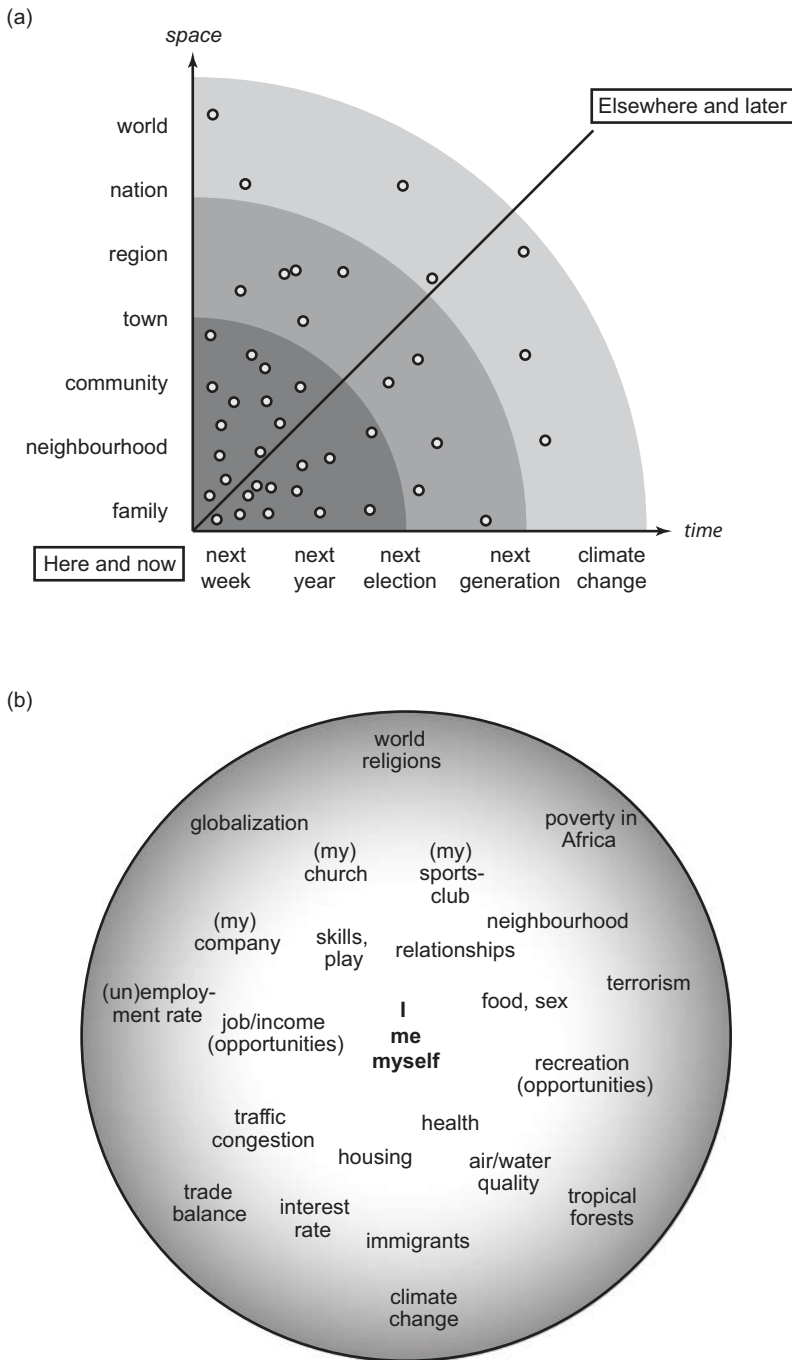 (a)
space
Elsewhere and later
world
nation
region
town
community
neighbourhood
family
time
Here and now
next
week
next
year
next
election
next
generation
climate
change
(b)
world
religions
globalization
poverty in
Africa
(my)
church
(my)
sports-
club
(my)
company
skills,
play
relationships
neighbourhood
(un)employ-
ment rate
job/income
(opportunities)
I
me
myself
food, sex
terrorism
recreation
(opportunities)
traffic
congestion
health
housing
air/water
quality
trade
balance
interest
rate
immigrants
tropical
forests
climate
change